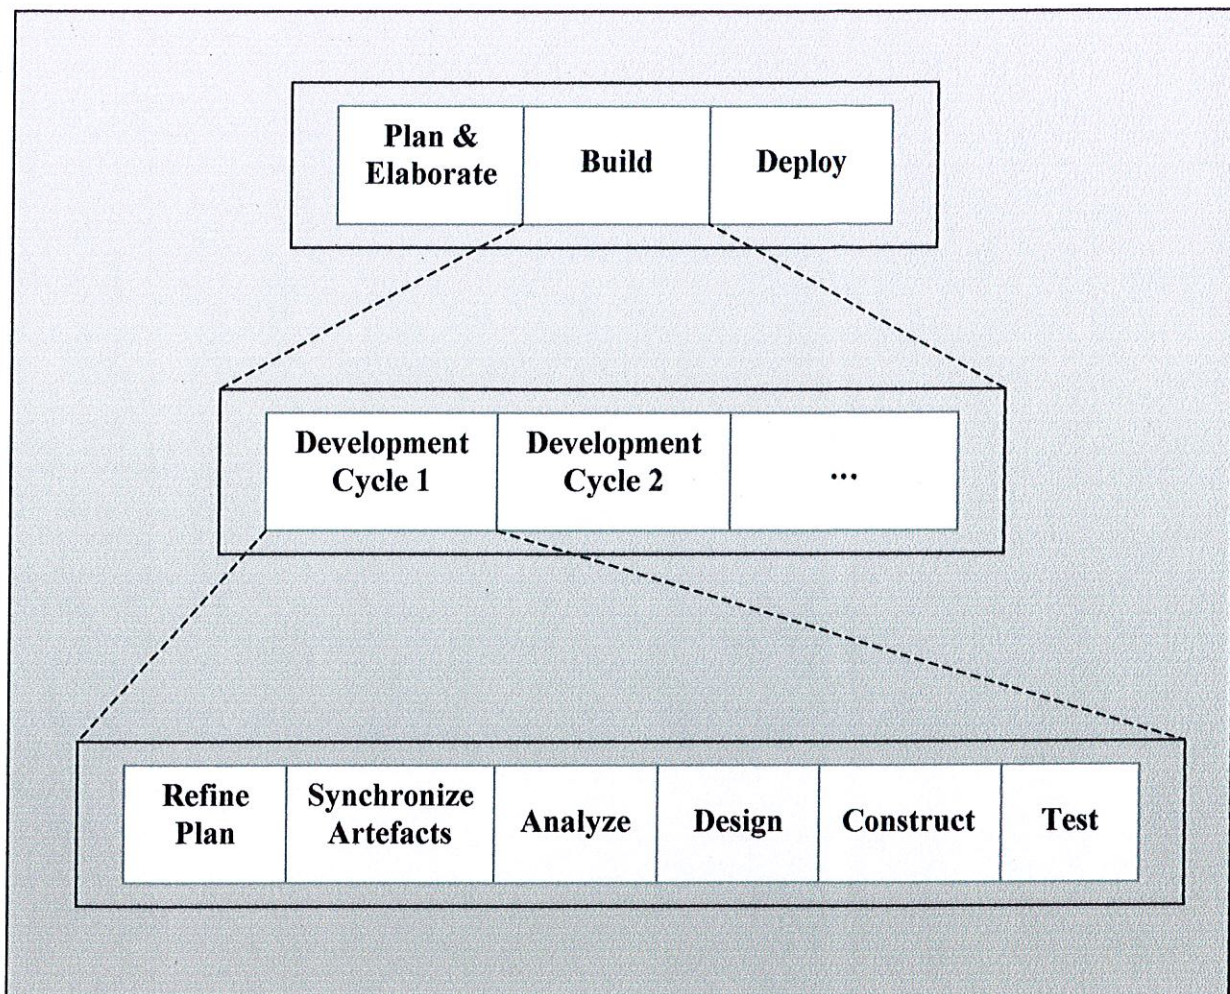 Plan &
Elaborate
Build
Deploy
Development
Cycle 1
Development
Cycle 2
...
Refine
Plan
Synchronize
Artefacts
Analyze
Design
Construct
Test